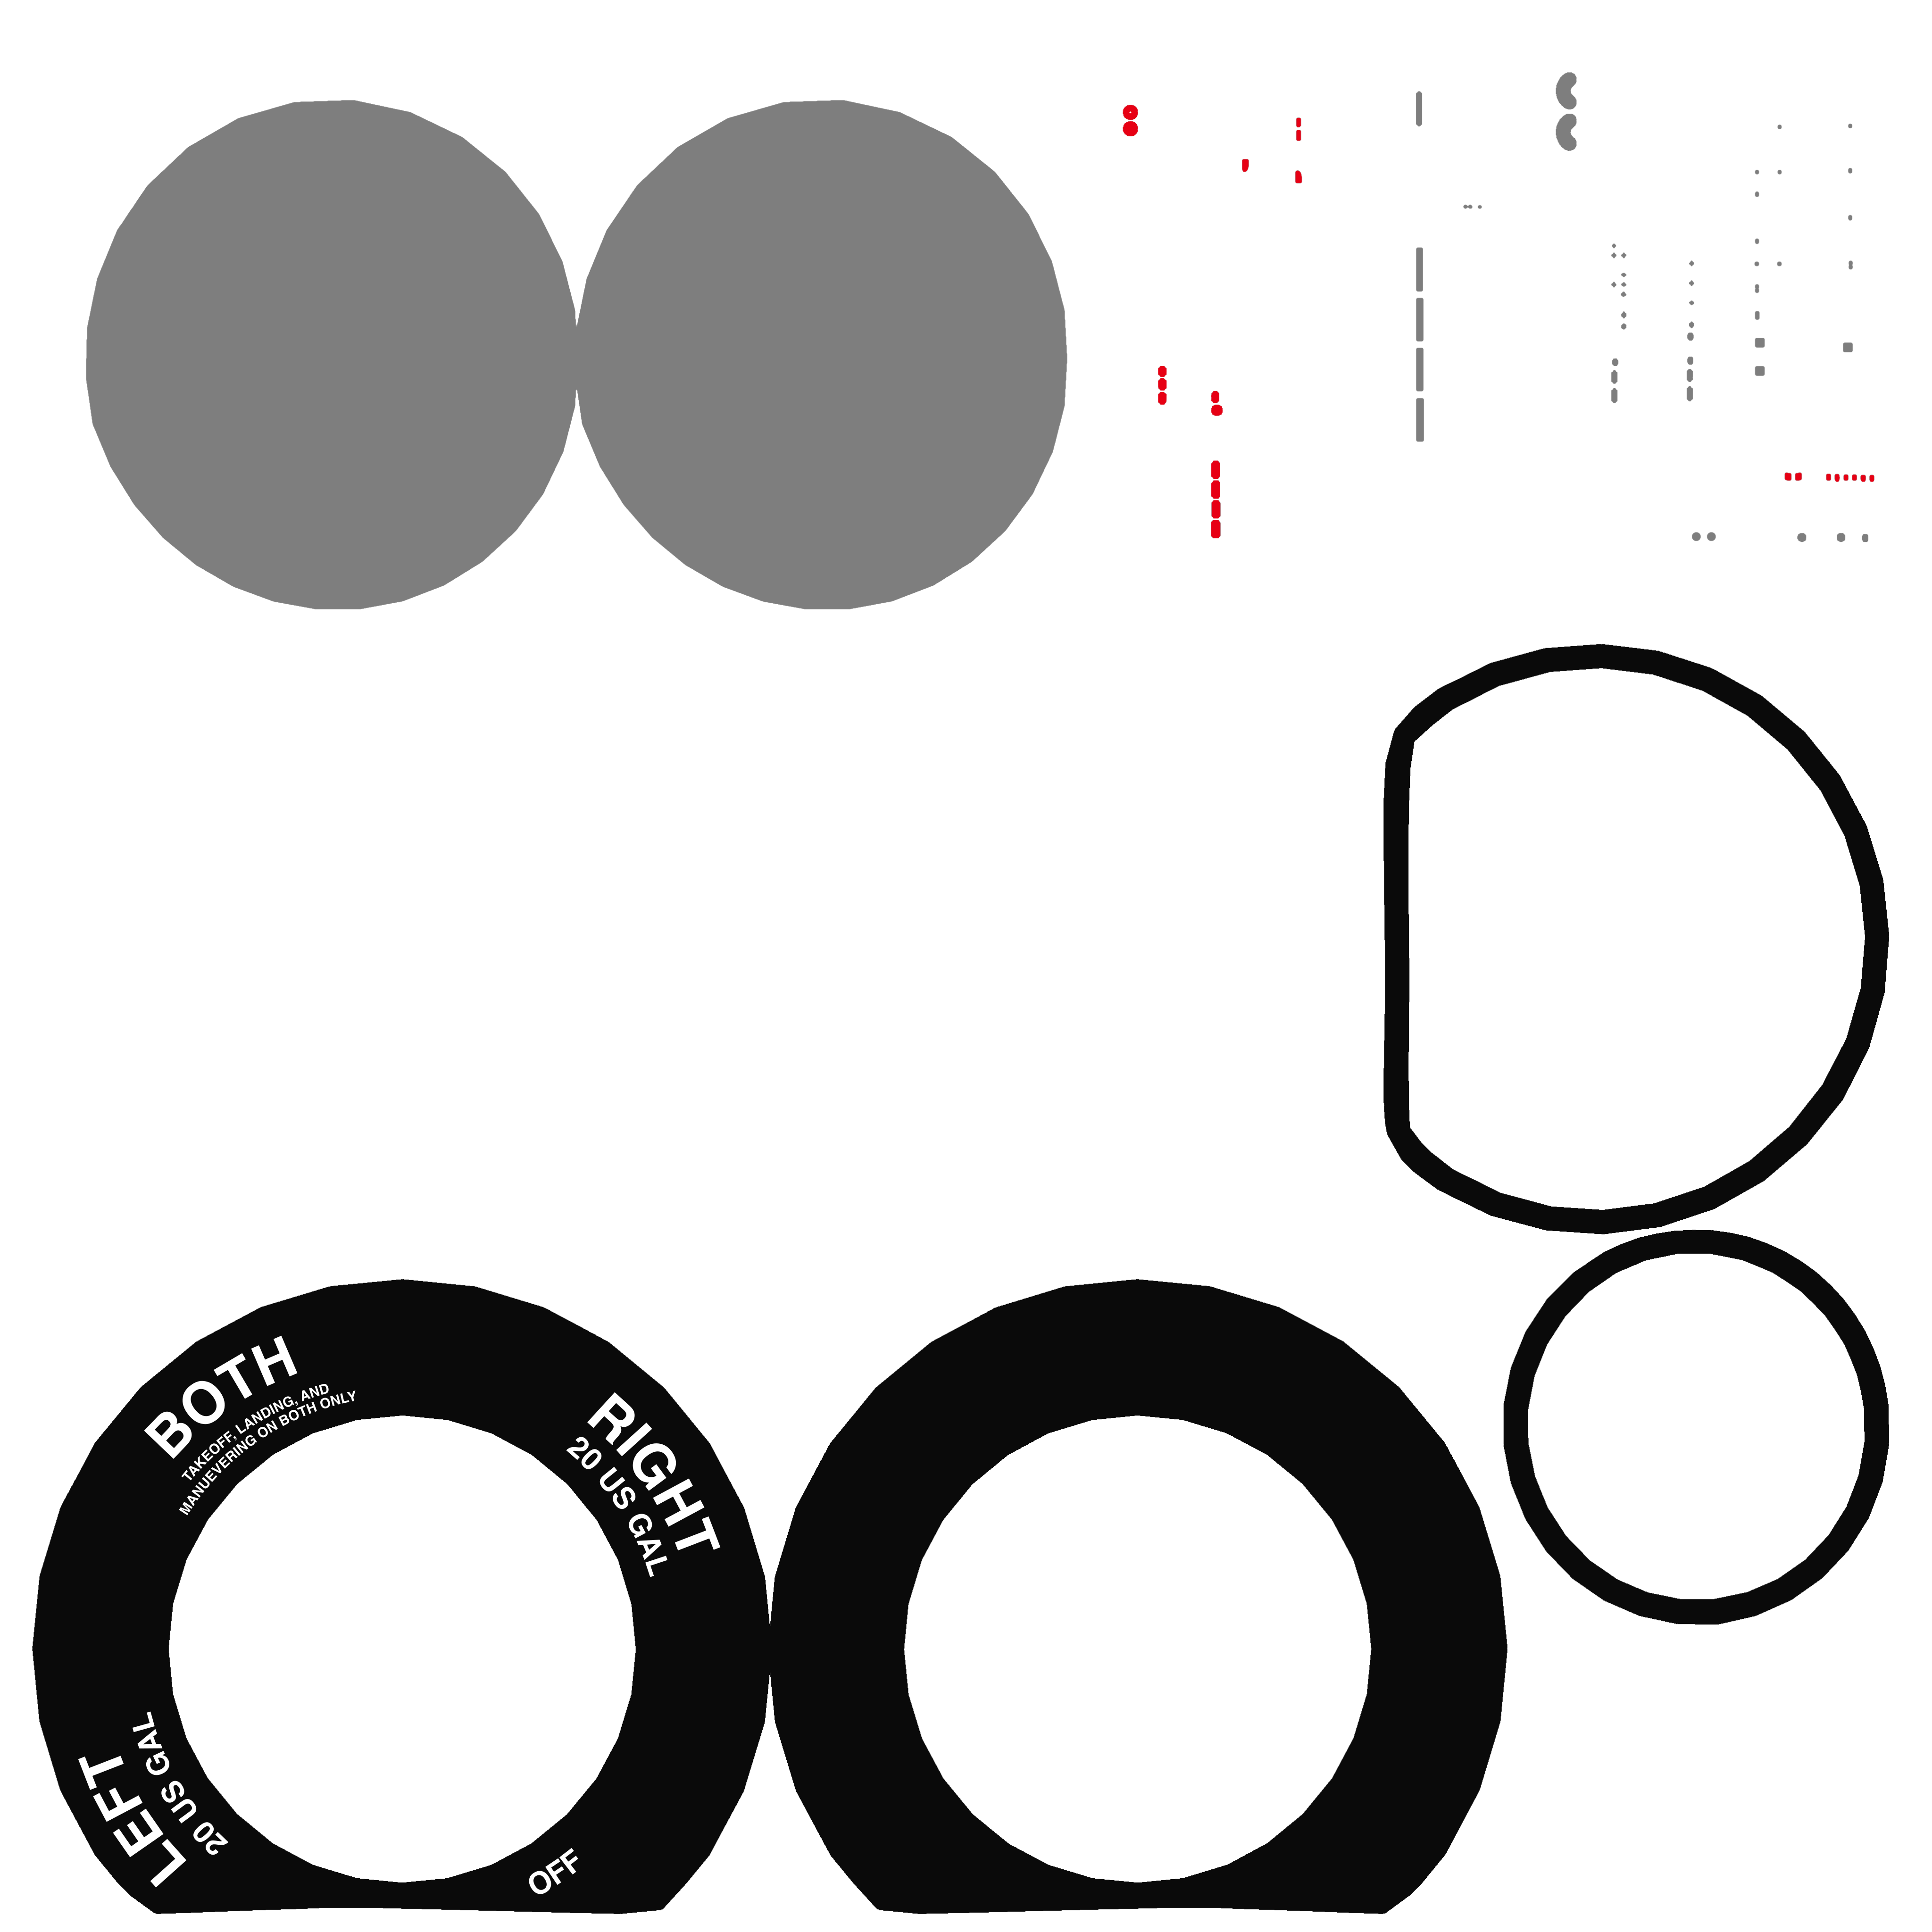 BOTH
TAKEOFF, LANDING, AND
MANUEVERING ON BOTH ONLY
RIGHT
20 US GAL
LEFT
20 US GAL
OFF